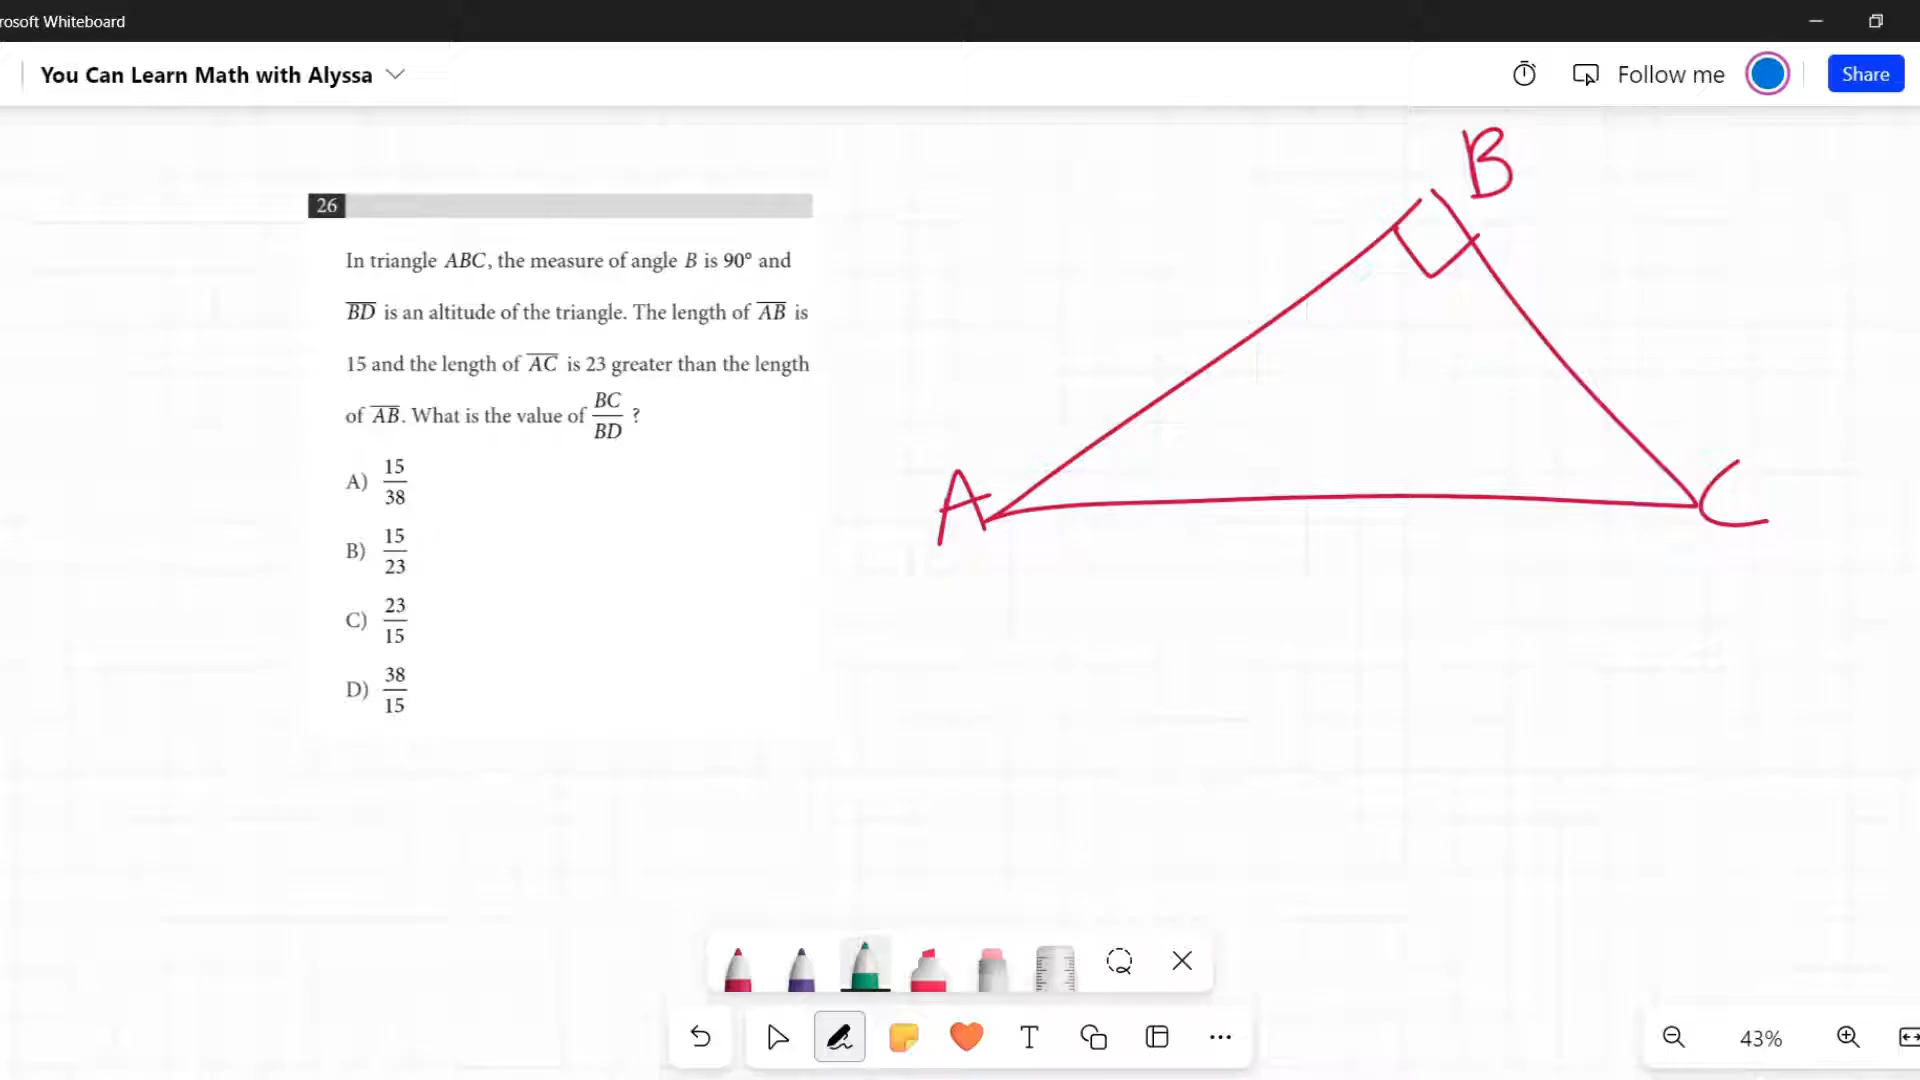 rosoft Whiteboard
You Can Learn Math with Alyssa
Follow me
Share
26
In triangle ABC, the measure of angle B is 90° and
BD is an altitude of the triangle. The length of AB is
15 and the length of AC is 23 greater than the length
of AB. What is the value of BC/BD ?
A) 15/38
B) 15/23
C) 23/15
D) 38/15
B
A
C
43%